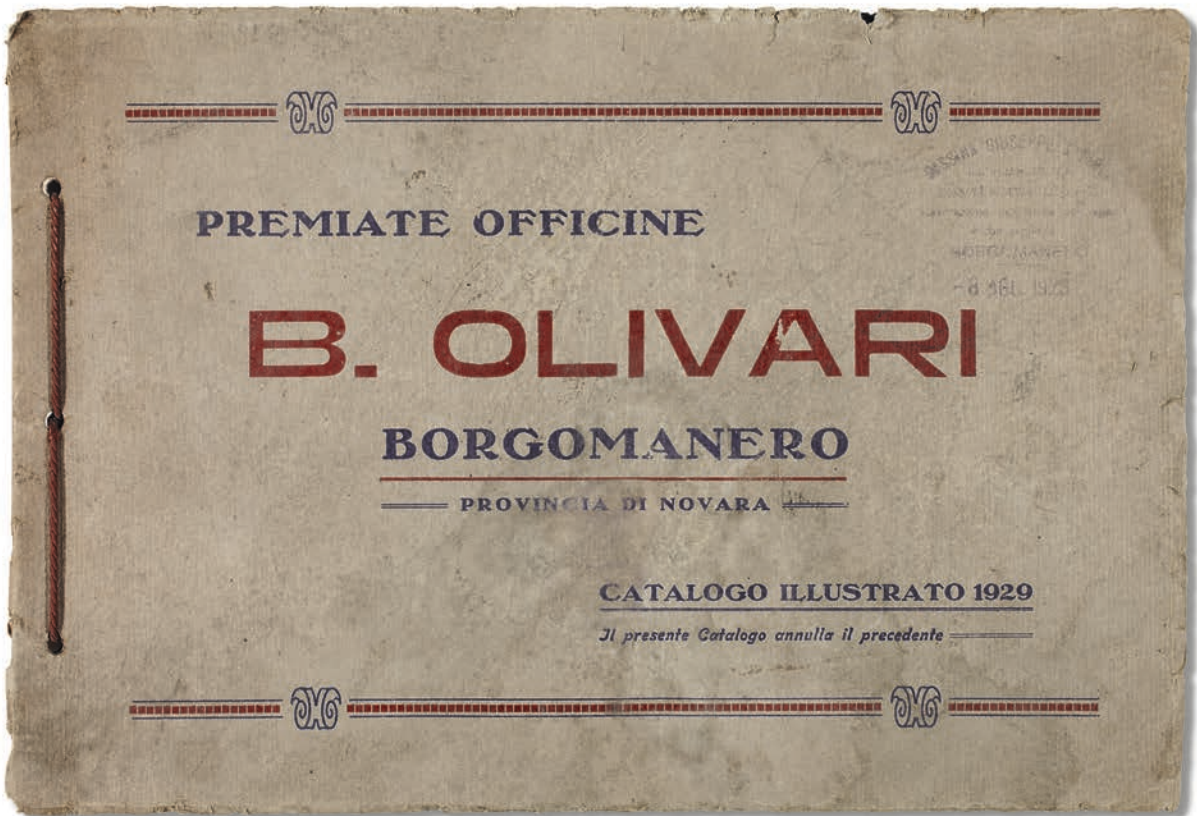 PREMIATE OFFICINE
B. OLIVARI
BORGOMANERO
PROVINCIA DI NOVARA
CATALOGO ILLUSTRATO 1929
Il presente Catalogo annulla il precedente